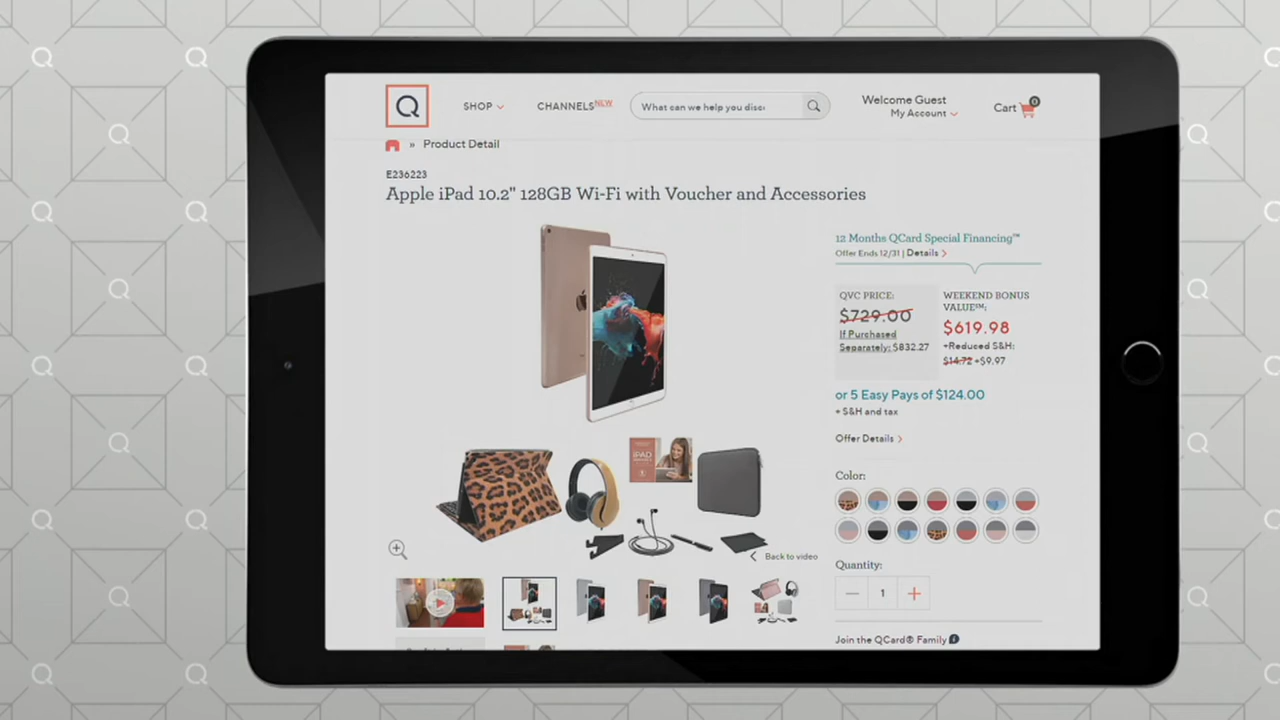 Q
SHOP
CHANNELS NEW
What can we help you disc
Welcome Guest
My Account
Cart 0
» Product Detail
E236223
Apple iPad 10.2" 128GB Wi-Fi with Voucher and Accessories
12 Months QCard Special Financing™
Offer Ends 12/31 | Details >
QVC PRICE:
$729.00
If Purchased
Separately: $832.27
WEEKEND BONUS
VALUE™:
$619.98
+Reduced S&H:
$14.72 +$9.97
or 5 Easy Pays of $124.00
+ S&H and tax
Offer Details >
iPAD
Back to video
Color:
Quantity:
1
Join the QCard® Family